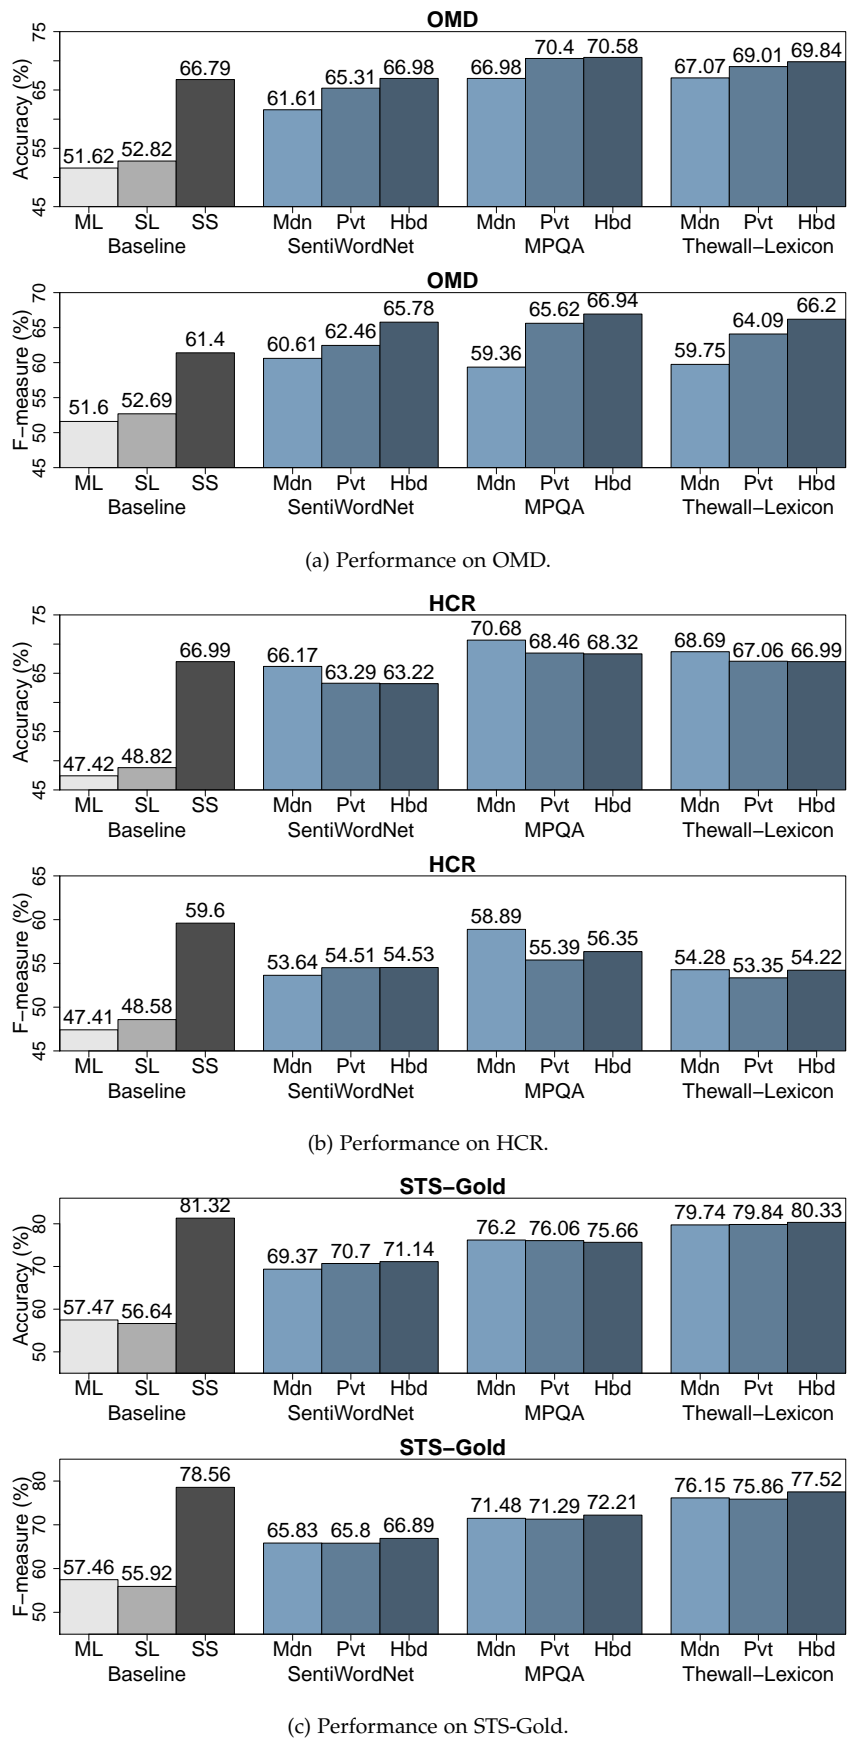 OMD
Accuracy (%)
45 55 65 75
51.62 52.82 66.79 61.61 65.31 66.98 66.98 70.4 70.58 67.07 69.01 69.84
ML SL SS Mdn Pvt Hbd Mdn Pvt Hbd Mdn Pvt Hbd
Baseline SentiWordNet MPQA Thewall-Lexicon
OMD
F-measure (%)
45 50 55 60 65 70
51.6 52.69 61.4 60.61 62.46 65.78 59.36 65.62 66.94 59.75 64.09 66.2
ML SL SS Mdn Pvt Hbd Mdn Pvt Hbd Mdn Pvt Hbd
Baseline SentiWordNet MPQA Thewall-Lexicon
(a) Performance on OMD.
HCR
Accuracy (%)
45 55 65 75
47.42 48.82 66.99 66.17 63.29 63.22 70.68 68.46 68.32 68.69 67.06 66.99
ML SL SS Mdn Pvt Hbd Mdn Pvt Hbd Mdn Pvt Hbd
Baseline SentiWordNet MPQA Thewall-Lexicon
HCR
F-measure (%)
45 50 55 60 65
47.41 48.58 59.6 53.64 54.51 54.53 58.89 55.39 56.35 54.28 53.35 54.22
ML SL SS Mdn Pvt Hbd Mdn Pvt Hbd Mdn Pvt Hbd
Baseline SentiWordNet MPQA Thewall-Lexicon
(b) Performance on HCR.
STS-Gold
Accuracy (%)
50 60 70 80
57.47 56.64 81.32 69.37 70.7 71.14 76.2 76.06 75.66 79.74 79.84 80.33
ML SL SS Mdn Pvt Hbd Mdn Pvt Hbd Mdn Pvt Hbd
Baseline SentiWordNet MPQA Thewall-Lexicon
STS-Gold
F-measure (%)
50 60 70 80
57.46 55.92 78.56 65.83 65.8 66.89 71.48 71.29 72.21 76.15 75.86 77.52
ML SL SS Mdn Pvt Hbd Mdn Pvt Hbd Mdn Pvt Hbd
Baseline SentiWordNet MPQA Thewall-Lexicon
(c) Performance on STS-Gold.